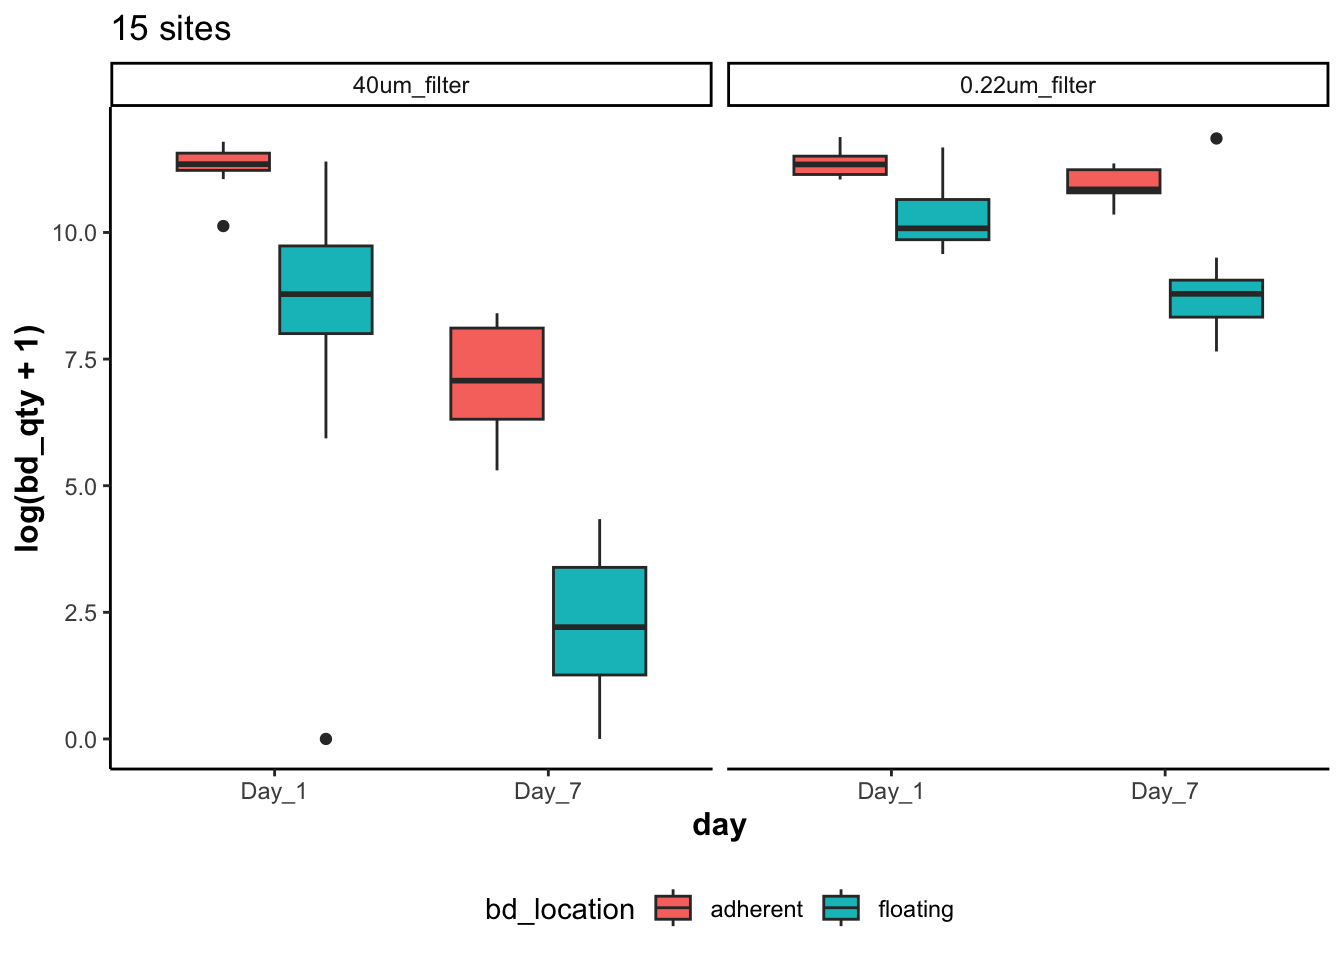 15 sites
40um_filter
0.22um_filter
log(bd_qty + 1)
10.0
7.5
5.0
2.5
0.0
Day_1
Day_7
Day_1
Day_7
day
bd_location
adherent
floating